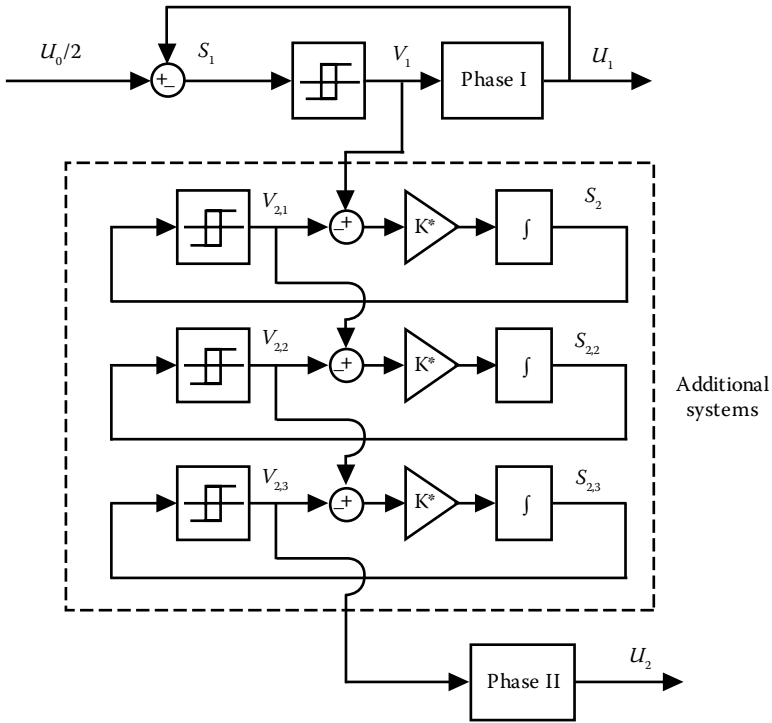 U₀/2
S₁
V₁
Phase I
U₁
+
−
V₂,₁
− +
K*
∫
S₂
V₂,₂
− +
K*
∫
S₂,₂
Additional
systems
V₂,₃
− +
K*
∫
S₂,₃
Phase II
U₂